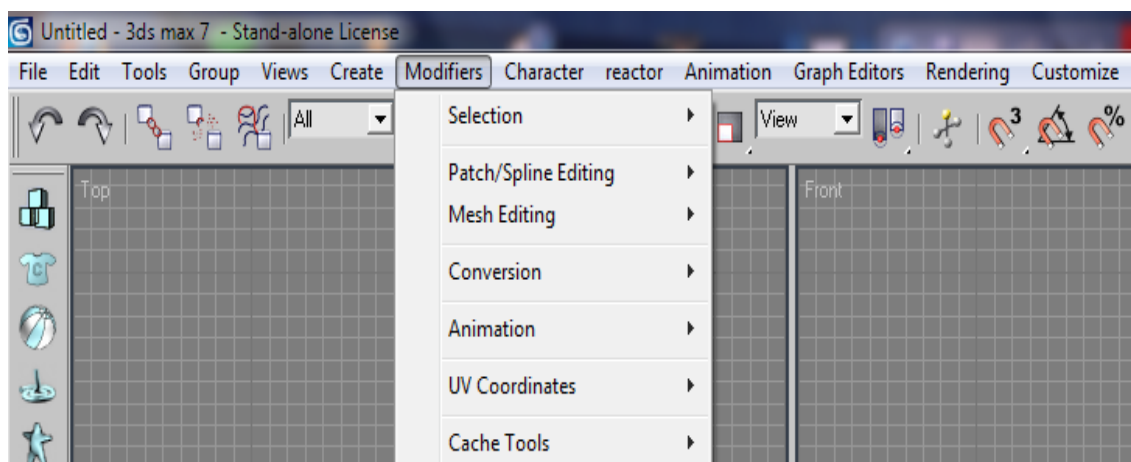 Untitled - 3ds max 7 - Stand-alone License
File Edit Tools Group Views Create Modifiers Character reactor Animation Graph Editors Rendering Customize
All View 3 %
Selection
Top Front
Patch/Spline Editing
Mesh Editing
C
Conversion
Animation
UV Coordinates
Cache Tools